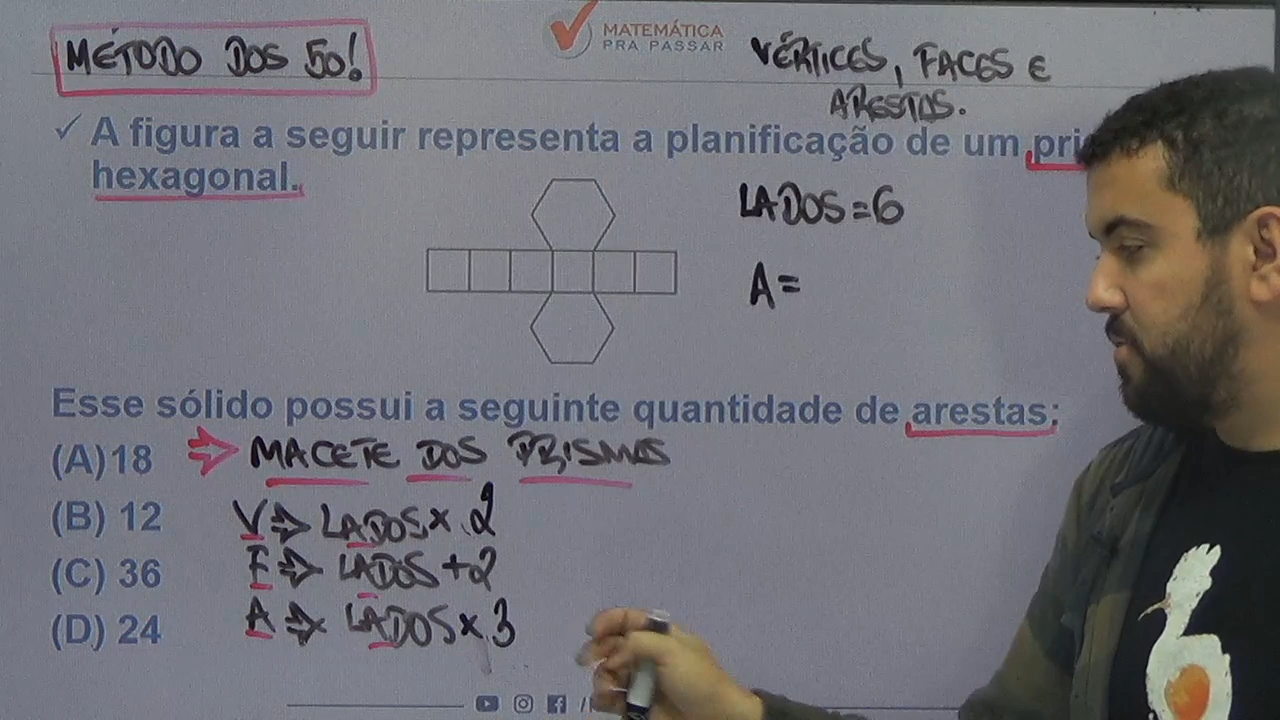 MÉTODO DOS 50!
MATEMÁTICA
PRA PASSAR
VÉRTICES, FACES E
ARESTAS.
✓ A figura a seguir representa a planificação de um pri
hexagonal.
LADOS=6
A=
Esse sólido possui a seguinte quantidade de arestas:
(A)18
⇒ MACETE DOS PRISMAS
(B) 12
V⇒ LADOS×2
(C) 36
F⇒ LADOS+2
(D) 24
A⇒ LADOS×3